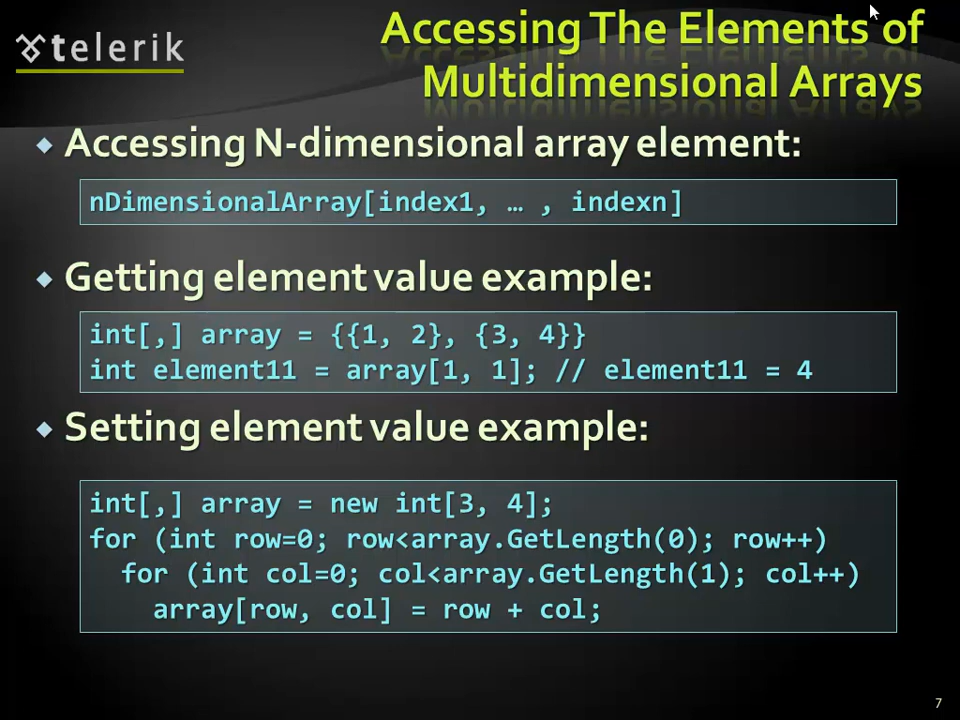 telerik
Accessing The Elements of
Multidimensional Arrays
Accessing N-dimensional array element:
nDimensionalArray[index1, … , indexn]
Getting element value example:
int[,] array = {{1, 2}, {3, 4}}
int element11 = array[1, 1]; // element11 = 4
Setting element value example:
int[,] array = new int[3, 4];
for (int row=0; row<array.GetLength(0); row++)
  for (int col=0; col<array.GetLength(1); col++)
    array[row, col] = row + col;
7